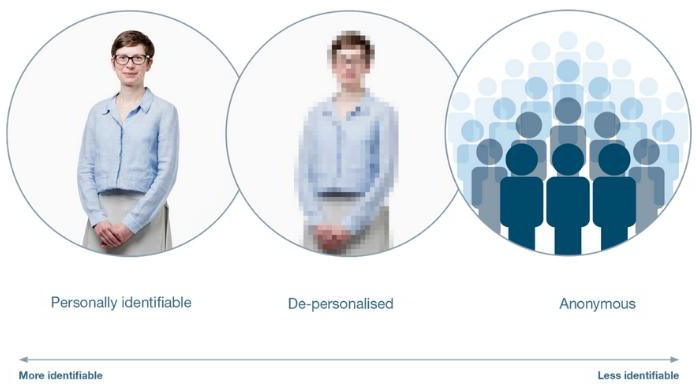 Personally identifiable
De-personalised
Anonymous
More identifiable
Less identifiable